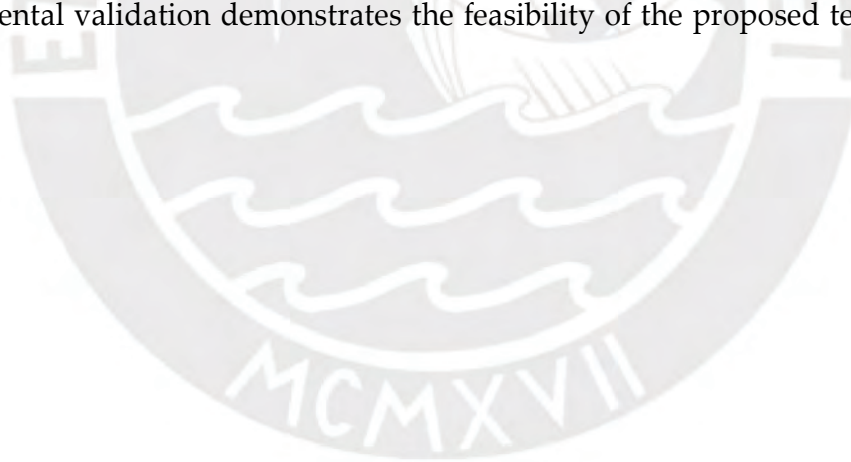 ental validation demonstrates the feasibility of the proposed te
MCMXVII